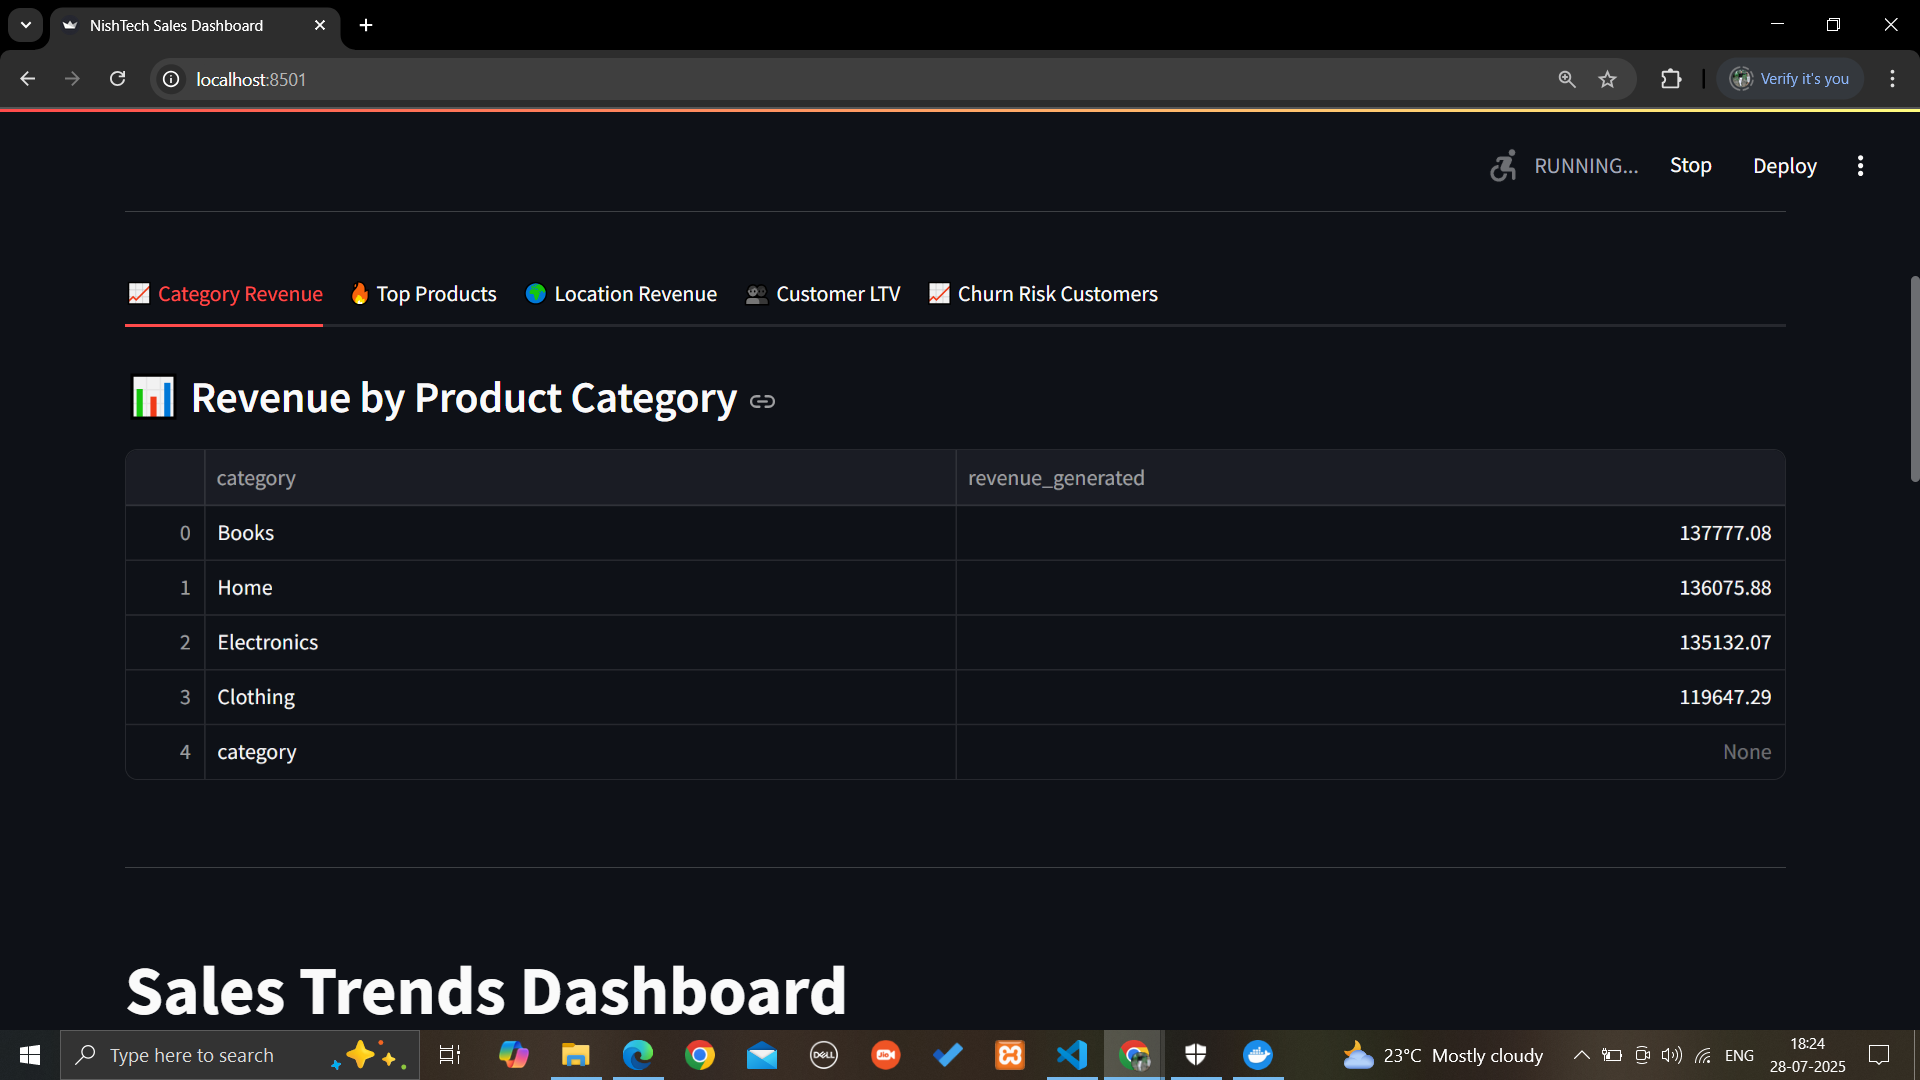 NishTech Sales Dashboard
localhost:8501
Verify it's you
RUNNING...
Stop
Deploy
Category Revenue
Top Products
Location Revenue
Customer LTV
Churn Risk Customers
Revenue by Product Category
category
revenue_generated
0 Books 137777.08
1 Home 136075.88
2 Electronics 135132.07
3 Clothing 119647.29
4 category None
Sales Trends Dashboard
Type here to search
DELL
Jio
23°C Mostly cloudy
ENG
18:24
28-07-2025